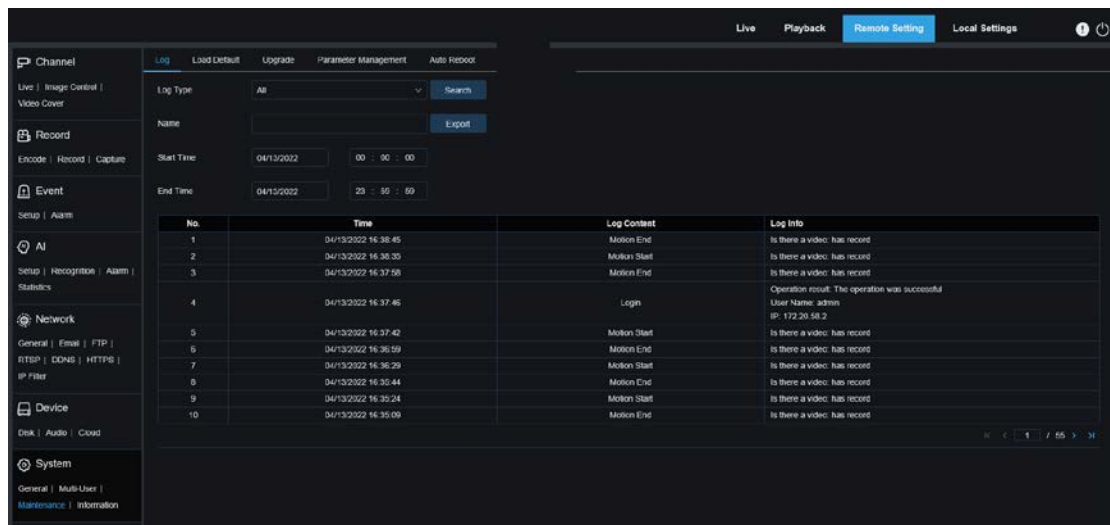 Live Playback Remote Setting Local Settings
Channel
Live | Image Control |
Video Cover
Record
Encode | Record | Capture
Event
Setup | Alarm
AI
Setup | Recognition | Alarm |
Statistics
Network
General | Email | FTP |
RTSP | DDNS | HTTPS |
IP Filter
Device
Disk | Audio | Cloud
System
General | Multi-User |
Maintenance | Information
Log Load Default Upgrade Parameter Management Auto Reboot
Log Type All Search
Name Export
Start Time 04/13/2022 00 : 00 : 00
End Time 04/13/2022 23 : 59 : 59
No. Time Log Content Log Info
1 04/13/2022 16:38:45 Motion End Is there a video: has record
2 04/13/2022 16:38:35 Motion Start Is there a video: has record
3 04/13/2022 16:37:58 Motion End Is there a video: has record
4 04/13/2022 16:37:46 Login Operation result: The operation was successful
User Name: admin
IP: 172.20.58.2
5 04/13/2022 16:37:42 Motion Start Is there a video: has record
6 04/13/2022 16:36:59 Motion End Is there a video: has record
7 04/13/2022 16:36:29 Motion Start Is there a video: has record
8 04/13/2022 Motion End Is there a video: has record
9 04/13/2022 16:35:24 Motion Start Is there a video: has record
10 04/13/2022 16:35:09 Motion End Is there a video: has record
1 / 55